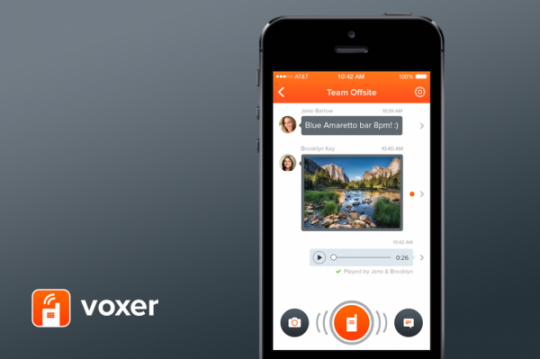 AT&T 10:42 AM 100%
Team Offsite
Jane Barlow 10:39 AM
Blue Amaretto bar 8pm! :)
Brooklyn Kay 10:40 AM
10:42 AM
0:26
Played by Jane & Brooklyn
voxer